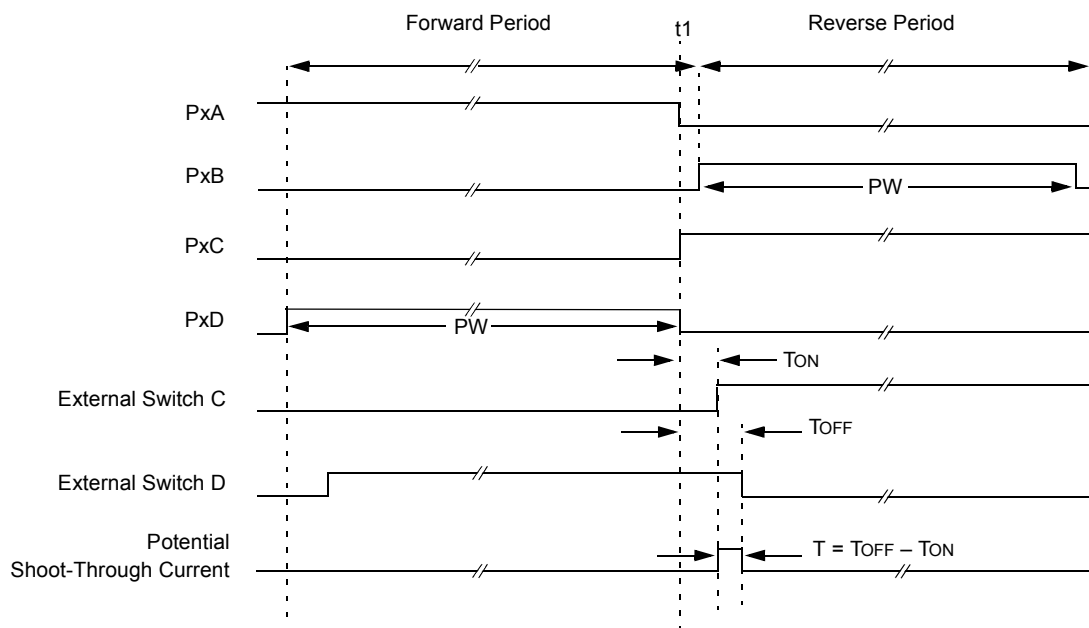 Forward Period
t1
Reverse Period
PxA
PxB
PW
PxC
PxD
PW
TON
External Switch C
TOFF
External Switch D
Potential
Shoot-Through Current
T = TOFF – TON